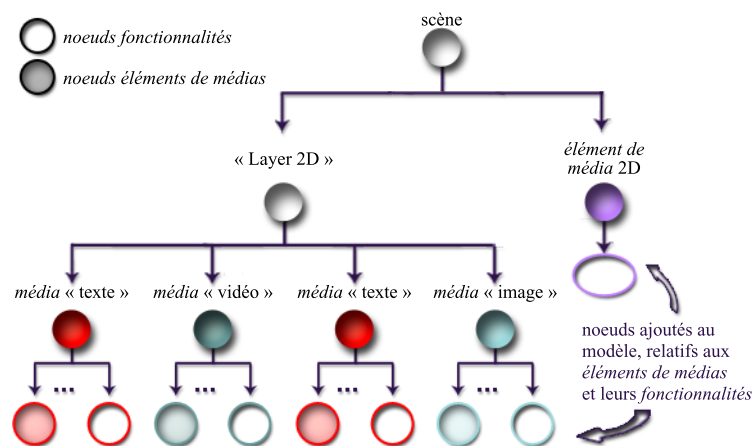 scène
noeuds fonctionnalités
noeuds éléments de médias
« Layer 2D »
élément de
média 2D
média « texte »
média « vidéo »
média « texte »
média « image »
...
...
...
...
noeuds ajoutés au
modèle, relatifs aux
éléments de médias
et leurs fonctionnalités